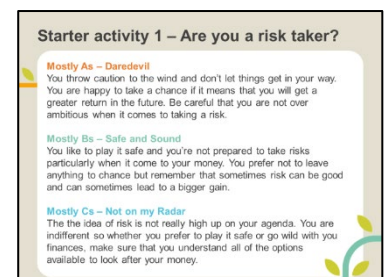 Starter activity 1 – Are you a risk taker?
Mostly As – Daredevil
You throw caution to the wind and don't let things get in your way.
You are happy to take a chance if it means that you will get a
greater return in the future. Be careful that you are not over
ambitious when it comes to taking a risk.
Mostly Bs – Safe and Sound
You like to play it safe and you're not prepared to take risks
particularly when it come to your money. You prefer not to leave
anything to chance but remember that sometimes risk can be good
and can sometimes lead to a bigger gain.
Mostly Cs – Not on my Radar
The the idea of risk is not really high up on your agenda. You are
indifferent so whether you prefer to play it safe or go wild with you
finances, make sure that you understand all of the options
available to look after your money.